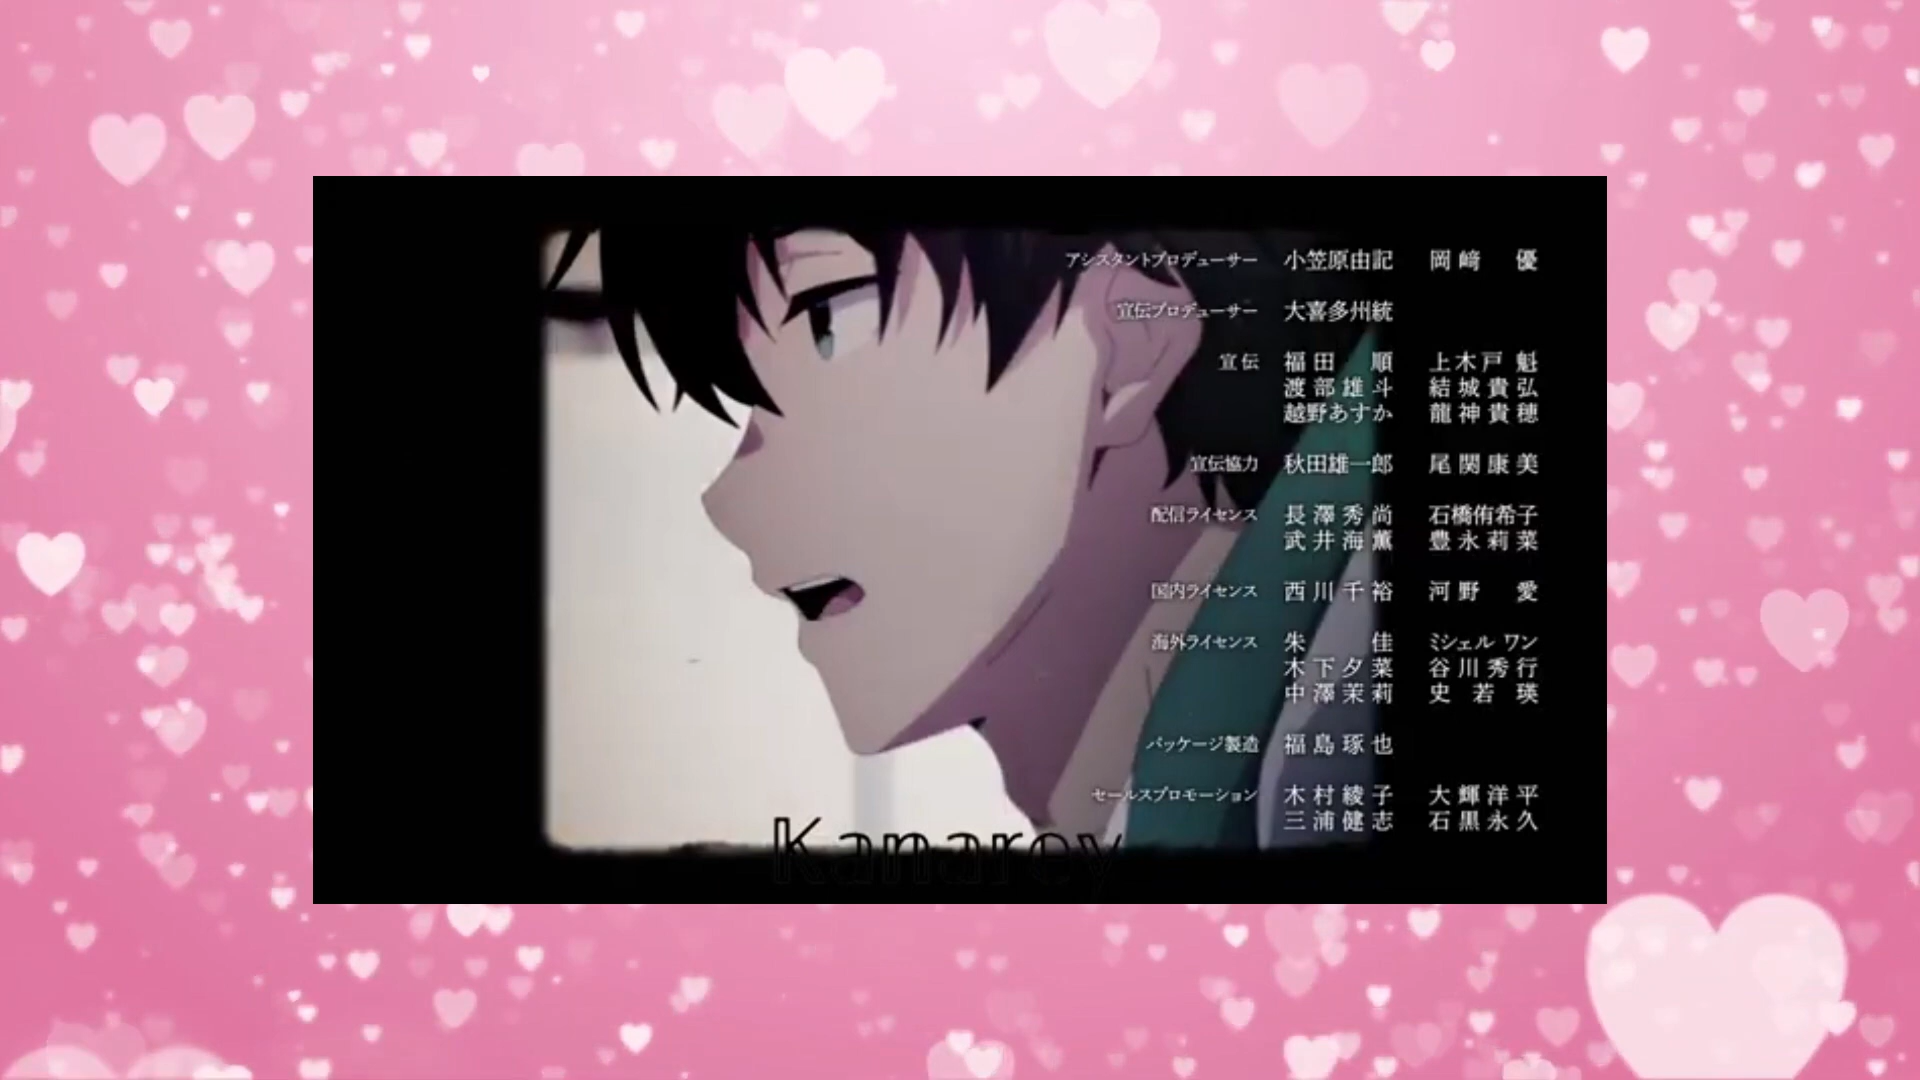 アシスタントプロデューサー 小笠原由記 岡﨑 優
宣伝プロデューサー 大喜多州統
宣伝 福田 順 上木戸 魁
渡部雄斗 結城貴弘
越野あすか 龍神貴穂
宣伝協力 秋田雄一郎 尾関康美
配信ライセンス 長澤秀尚 石橋侑希子
武井海薫 豊永莉菜
国内ライセンス 西川千裕 河野 愛
海外ライセンス 朱 佳 ミシェル ワン
木下夕菜 谷川秀行
中澤茉莉 史若瑛
パッケージ製造 福島琢也
セールスプロモーション 木村綾子 大輝洋平
三浦健志 石黒永久
Kanarey